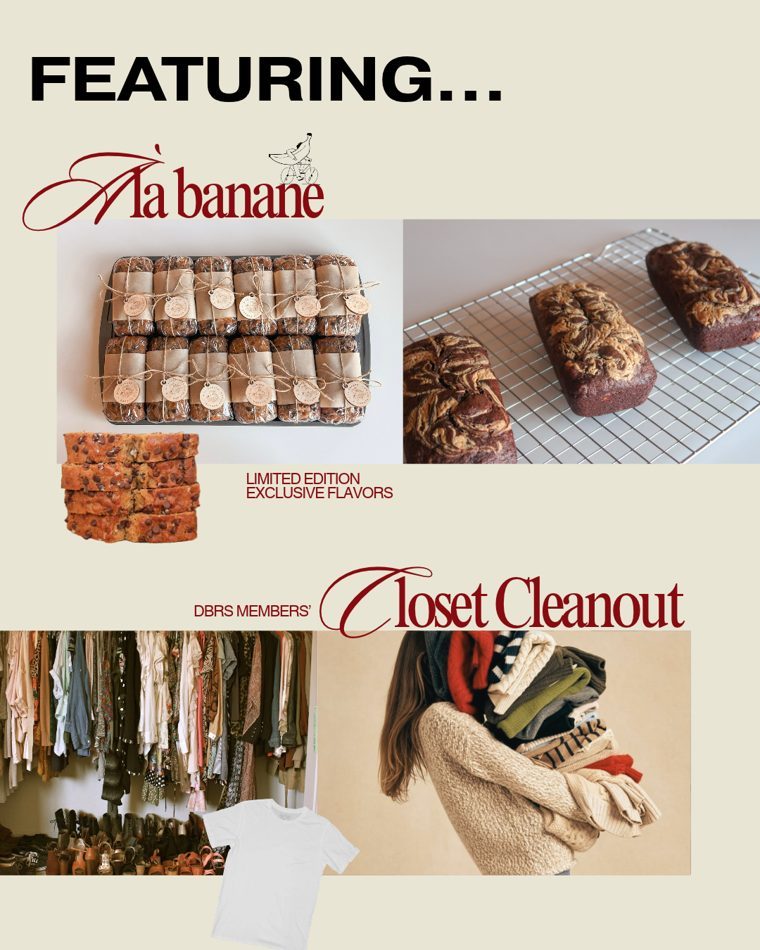 FEATURING...
À la banane
LIMITED EDITION
EXCLUSIVE FLAVORS
DBRS MEMBERS’ Closet Cleanout